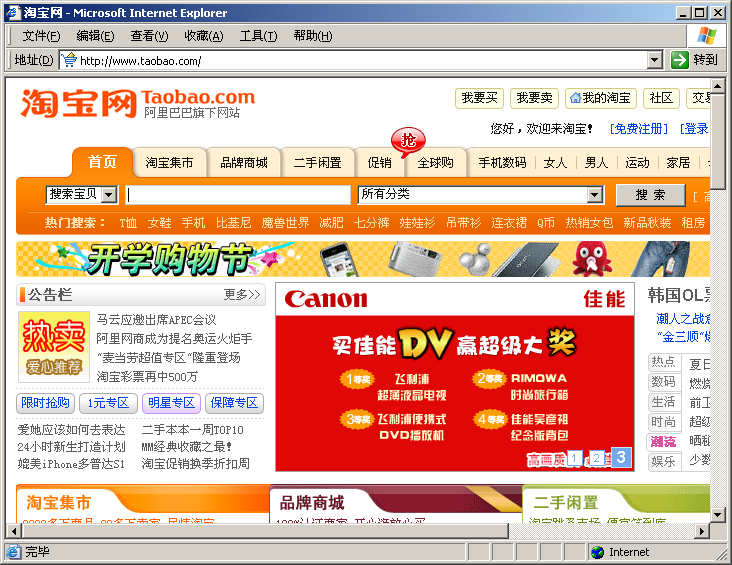 淘宝网 - Microsoft Internet Explorer
文件(F) 编辑(E) 查看(V) 收藏(A) 工具(T) 帮助(H)
地址(D) http://www.taobao.com/ 转到
淘宝网 Taobao.com
阿里巴巴旗下网站
我要买 我要卖 我的淘宝 社区 交易
您好，欢迎来淘宝！ [免费注册] [登录
抢
首页 淘宝集市 品牌商城 二手闲置 促销 全球购 手机数码 女人 男人 运动 家居
搜索宝贝 所有分类 搜 索 [ 高
热门搜索： T恤 女鞋 手机 比基尼 魔兽世界 减肥 七分裤 娃娃衫 吊带衫 连衣裙 Q币 热销女包 新品秋装 租房
开学购物节
公告栏 更多>>
热卖
爱心推荐
马云应邀出席APEC会议
阿里网商成为提名奥运火炬手
“麦当劳超值专区”隆重登场
淘宝彩票再中500万
限时抢购 1元专区 明星专区 保障专区
爱她应该如何去表达 二手本本一周TOP10
24小时新生打造计划 MM经典收藏之最!
媲美iPhone多普达S1 淘宝促销换季折扣周
Canon 佳能
买佳能DV赢超级大奖
1等奖 飞利浦
超薄液晶电视
2等奖 RIMOWA
时尚旅行箱
3等奖 飞利浦便携式
DVD播放机
4等奖 佳能吴彦祖
纪念版背包
高画质 1 2 3
韩国OL
潮人之战
“金三顺”
热点 夏日
数码 燃烧
生活 前卫
时尚 超级
潮流 晒租
娱乐 少数
淘宝集市 品牌商城 二手闲置
完毕 Internet